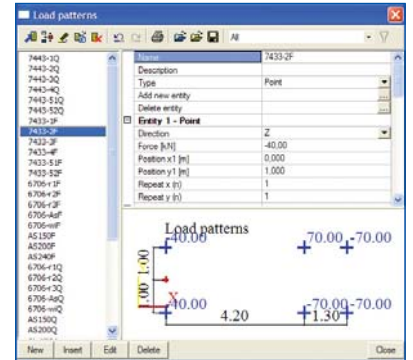 Load patterns
All
7443-1Q
7443-2Q
7443-3Q
7443-4Q
7443-51Q
7445-52Q
7433-1F
7433-2F
7433-3F
7433-4F
7433-51F
7433-52F
6706-r1F
6706-r2F
6706-r3F
6706-AsF
6706-wF
AS150F
AS200F
AS240F
6706-r1Q
6706-r2Q
6706-r3Q
6706-AsQ
6706-wQ
AS150Q
AS200Q
Name 7433-2F
Description
Type Point
Add new entity ...
Delete entity ...
Entity 1 - Point
Direction Z
Force [kN] -40,00
Position x1 [m] 0,000
Position y1 [m] 1,000
Repeat x (n) 1
Repeat y (n) 1
Load patterns
-40.00 -70.00 -70.00
1.00
1.00
X
-40.00 -70.00 -70.00
4.20 1.30
New Insert Edit Delete Close